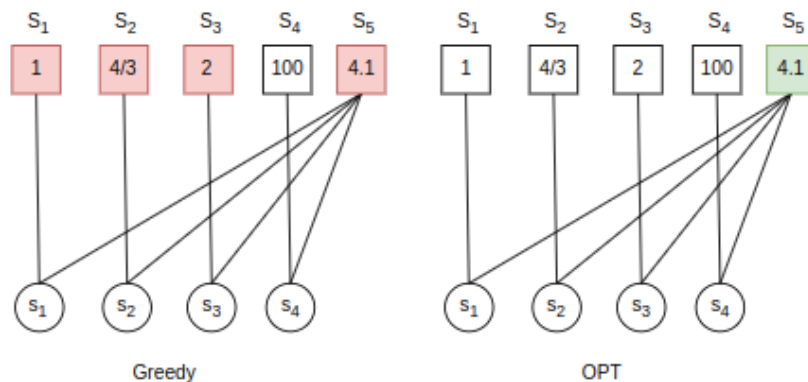 S₁ S₂ S₃ S₄ S₅ S₁ S₂ S₃ S₄ S₅
1 4/3 2 100 4.1 1 4/3 2 100 4.1
s₁ s₂ s₃ s₄ s₁ s₂ s₃ s₄
Greedy OPT